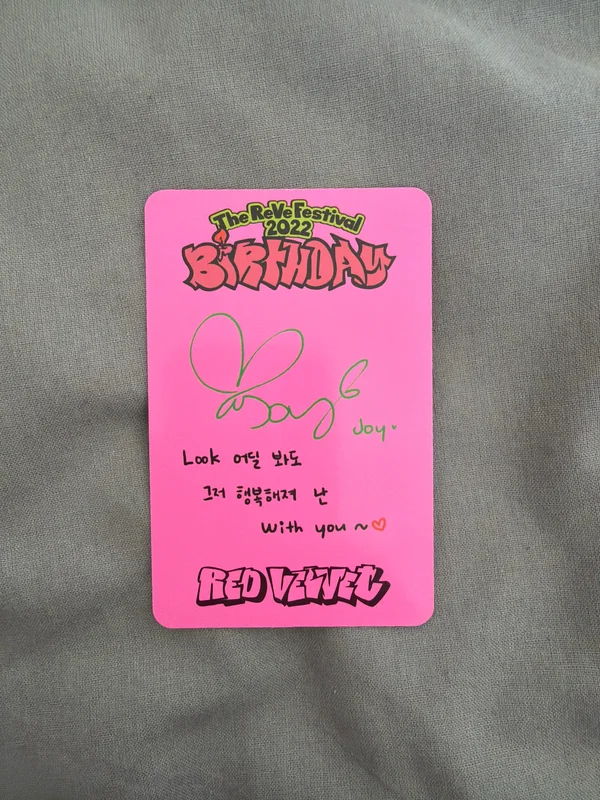 The ReVe Festival
2022
BiRTHDAY
Joy
Joy.
Look 어딜 봐도
그저 행복해져 난
With you ~♡
RED VELVET